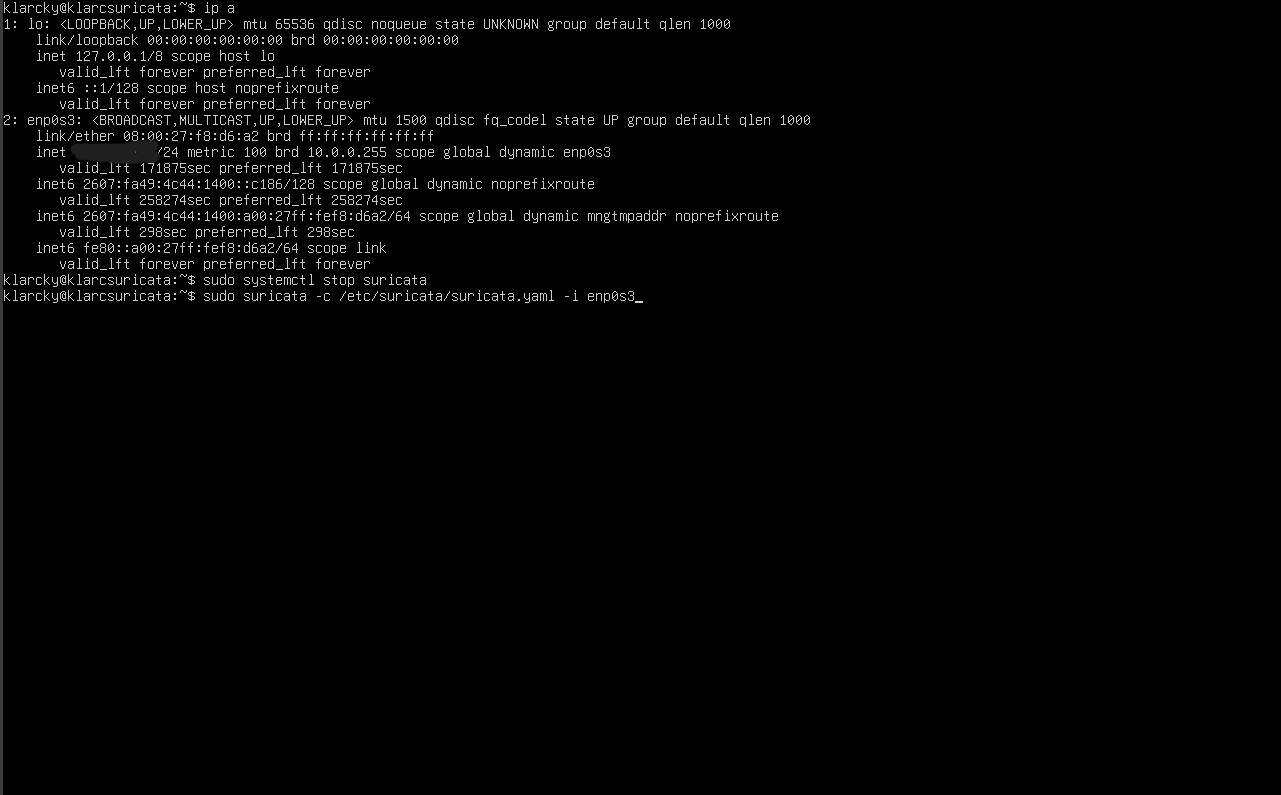 klarcky@klarcsuricata:~$ ip a
1: lo: <LOOPBACK,UP,LOWER_UP> mtu 65536 qdisc noqueue state UNKNOWN group default qlen 1000
link/loopback 00:00:00:00:00:00 brd 00:00:00:00:00:00
inet 127.0.0.1/8 scope host lo
valid_lft forever preferred_lft forever
inet6 ::1/128 scope host noprefixroute
valid_lft forever preferred_lft forever
2: enp0s3: <BROADCAST,MULTICAST,UP,LOWER_UP> mtu 1500 qdisc fq_codel state UP group default qlen 1000
link/ether 08:00:27:f8:d6:a2 brd ff:ff:ff:ff:ff:ff
inet /24 metric 100 brd 10.0.0.255 scope global dynamic enp0s3
valid_lft 171875sec preferred_lft 171875sec
inet6 2607:fa49:4c44:1400::c186/128 scope global dynamic noprefixroute
valid_lft 258274sec preferred_lft 258274sec
inet6 2607:fa49:4c44:1400:a00:27ff:fef8:d6a2/64 scope global dynamic mngtmpaddr noprefixroute
valid_lft 298sec preferred_lft 298sec
inet6 fe80::a00:27ff:fef8:d6a2/64 scope link
valid_lft forever preferred_lft forever
klarcky@klarcsuricata:~$ sudo systemctl stop suricata
klarcky@klarcsuricata:~$ sudo suricata -c /etc/suricata/suricata.yaml -i enp0s3_